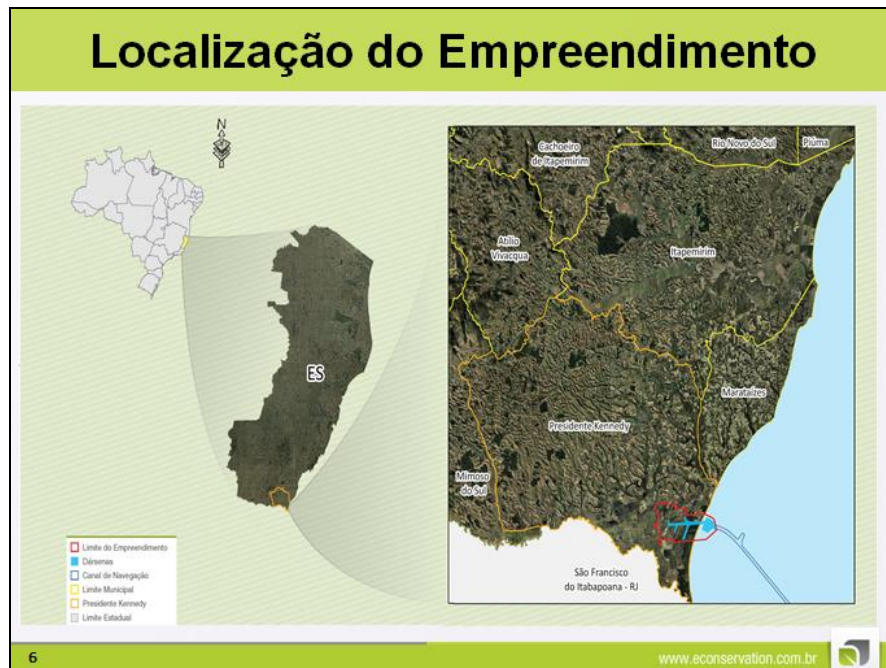 Localização do Empreendimento
N
ES
Cachoeiro
de Itapemirim
Rio Novo do Sul
Piúma
Atílio
Vivacqua
Itapemirim
Marataízes
Presidente Kennedy
Mimoso
do Sul
São Francisco
do Itabapoana - RJ
Limite do Empreendimento
Dársenas
Canal de Navegação
Limite Municipal
Presidente Kennedy
Limite Estadual
6
www.econservation.com.br